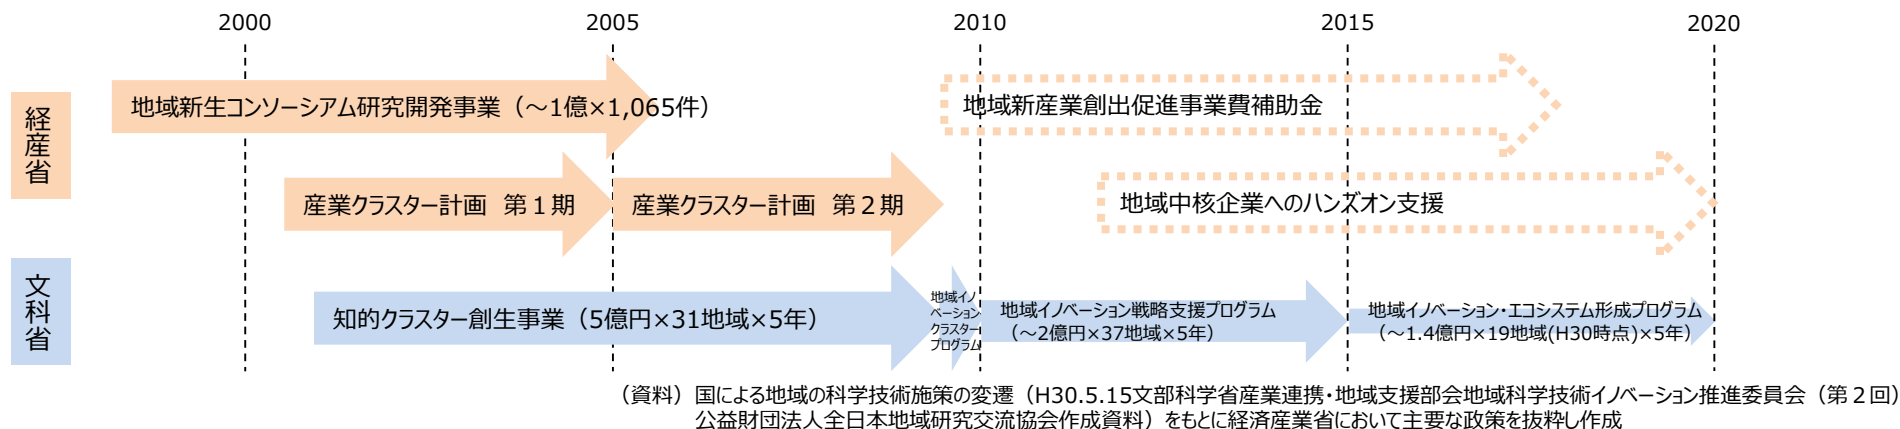 2000
2005
2010
2015
2020
経産省
地域新生コンソーシアム研究開発事業（～1億×1,065件）
地域新産業創出促進事業費補助金
産業クラスター計画　第１期
産業クラスター計画　第２期
地域中核企業へのハンズオン支援
文科省
知的クラスター創生事業（5億円×31地域×5年）
地域イノ
ベーション
クラスター
プログラム
地域イノベーション戦略支援プログラム
（～2億円×37地域×5年）
地域イノベーション・エコシステム形成プログラム
（～1.4億円×19地域(H30時点)×5年）
（資料）国による地域の科学技術施策の変遷（H30.5.15文部科学省産業連携・地域支援部会地域科学技術イノベーション推進委員会（第２回）
公益財団法人全日本地域研究交流協会作成資料）をもとに経済産業省において主要な政策を抜粋し作成